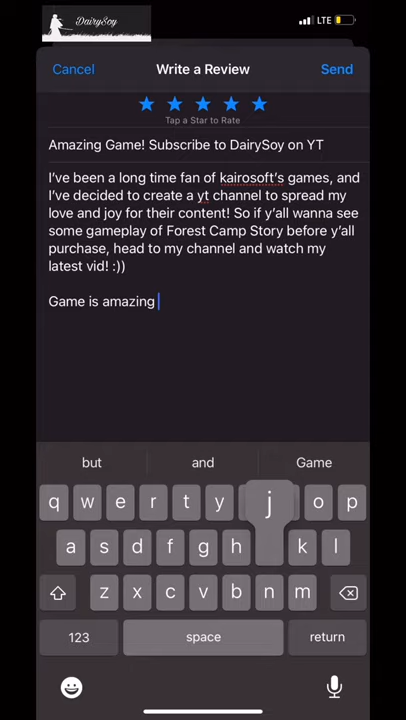 DairySoy
LTE
Cancel
Write a Review
Send
Tap a Star to Rate
Amazing Game! Subscribe to DairySoy on YT
I've been a long time fan of kairosoft's games, and
I've decided to create a yt channel to spread my
love and joy for their content! So if y'all wanna see
some gameplay of Forest Camp Story before y'all
purchase, head to my channel and watch my
latest vid! :))
Game is amazing
but and Game
q w e r t y j o p
a s d f g h k l
z x c v b n m
123 space return